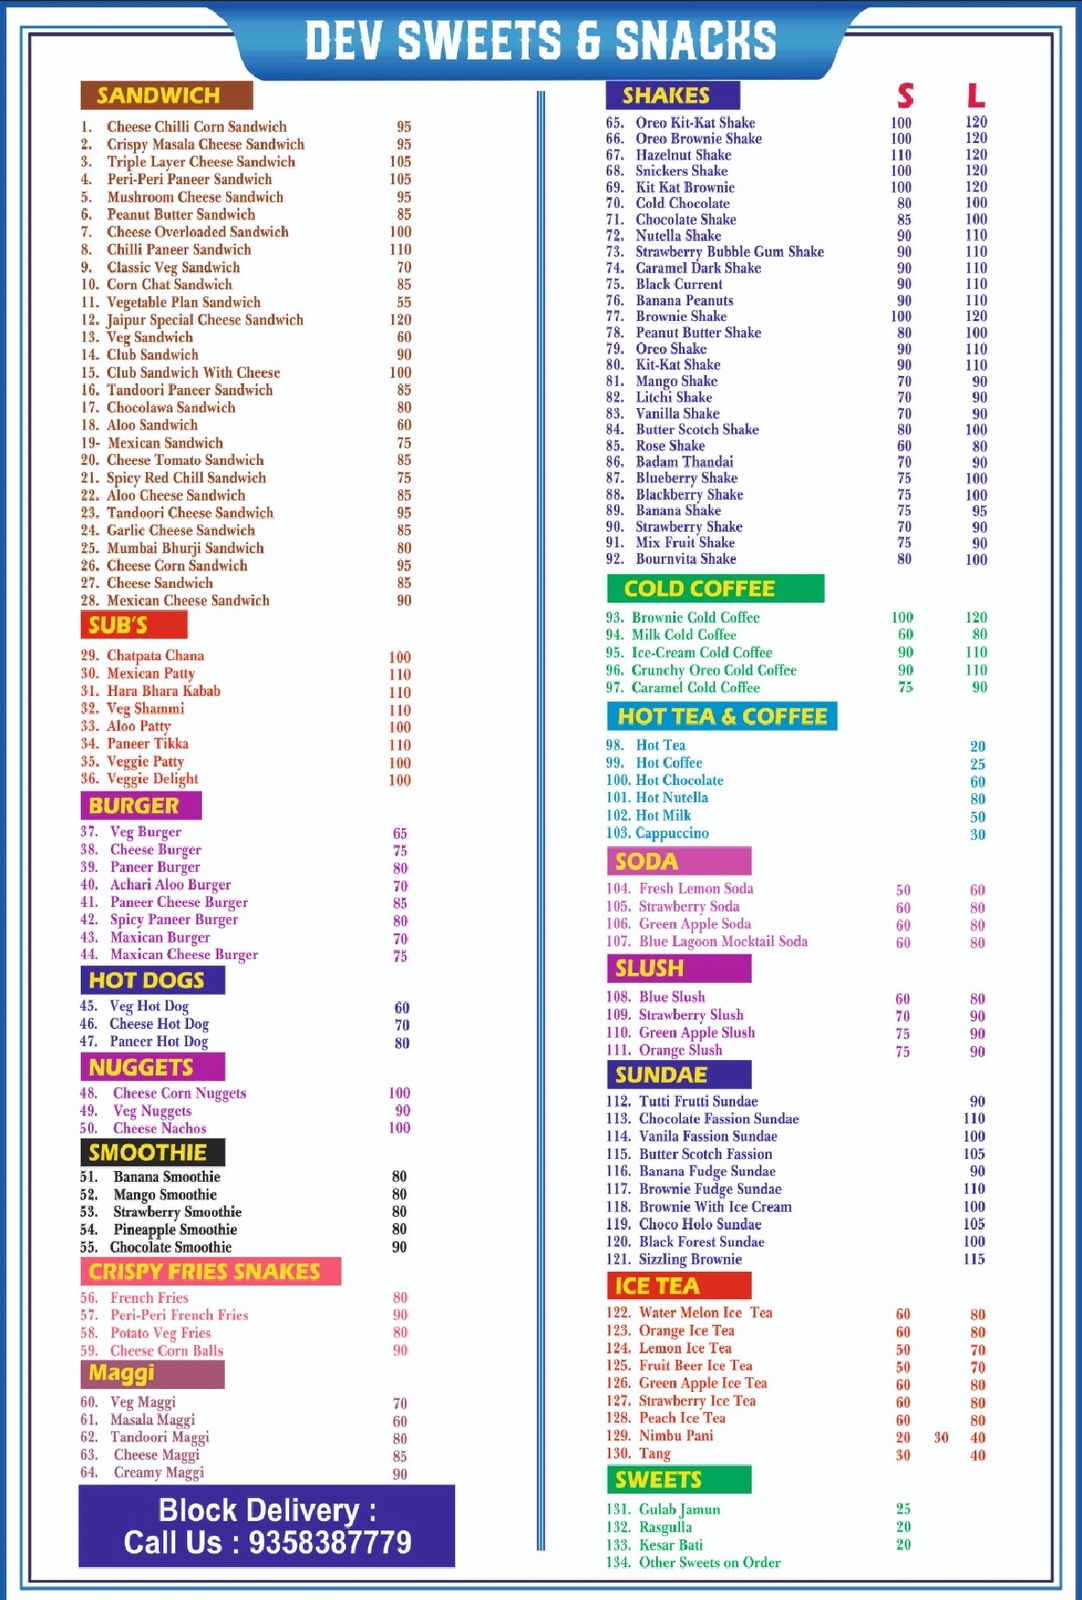 DEV SWEETS & SNACKS
SANDWICH
1. Cheese Chilli Corn Sandwich 95
2. Crispy Masala Cheese Sandwich 95
3. Triple Layer Cheese Sandwich 105
4. Peri-Peri Paneer Sandwich 105
5. Mushroom Cheese Sandwich 95
6. Peanut Butter Sandwich 85
7. Cheese Overloaded Sandwich 100
8. Chilli Paneer Sandwich 110
9. Classic Veg Sandwich 70
10. Corn Chat Sandwich 85
11. Vegetable Plan Sandwich 55
12. Jaipur Special Cheese Sandwich 120
13. Veg Sandwich 60
14. Club Sandwich 90
15. Club Sandwich With Cheese 100
16. Tandoori Paneer Sandwich 85
17. Chocolawa Sandwich 80
18. Aloo Sandwich 60
19- Mexican Sandwich 75
20. Cheese Tomato Sandwich 85
21. Spicy Red Chill Sandwich 75
22. Aloo Cheese Sandwich 85
23. Tandoori Cheese Sandwich 95
24. Garlic Cheese Sandwich 85
25. Mumbai Bhurji Sandwich 80
26. Cheese Corn Sandwich 95
27. Cheese Sandwich 85
28. Mexican Cheese Sandwich 90
SUB'S
29. Chatpata Chana 100
30. Mexican Patty 110
31. Hara Bhara Kabab 110
32. Veg Shammi 110
33. Aloo Patty 100
34. Paneer Tikka 110
35. Veggie Patty 100
36. Veggie Delight 100
BURGER
37. Veg Burger 65
38. Cheese Burger 75
39. Paneer Burger 80
40. Achari Aloo Burger 70
41. Paneer Cheese Burger 85
42. Spicy Paneer Burger 80
43. Maxican Burger 70
44. Maxican Cheese Burger 75
HOT DOGS
45. Veg Hot Dog 60
46. Cheese Hot Dog 70
47. Paneer Hot Dog 80
NUGGETS
48. Cheese Corn Nuggets 100
49. Veg Nuggets 90
50. Cheese Nachos 100
SMOOTHIE
51. Banana Smoothie 80
52. Mango Smoothie 80
53. Strawberry Smoothie 80
54. Pineapple Smoothie 80
55. Chocolate Smoothie 90
CRISPY FRIES SNAKES
56. French Fries 80
57. Peri-Peri French Fries 90
58. Potato Veg Fries 80
59. Cheese Corn Balls 90
Maggi
60. Veg Maggi 70
61. Masala Maggi 60
62. Tandoori Maggi 80
63. Cheese Maggi 85
64. Creamy Maggi 90
Block Delivery :
Call Us : 9358387779
SHAKES S L
65. Oreo Kit-Kat Shake 100 120
66. Oreo Brownie Shake 100 120
67. Hazelnut Shake 110 120
68. Snickers Shake 100 120
69. Kit Kat Brownie 100 120
70. Cold Chocolate 80 100
71. Chocolate Shake 85 100
72. Nutella Shake 90 110
73. Strawberry Bubble Gum Shake 90 110
74. Caramel Dark Shake 90 110
75. Black Current 90 110
76. Banana Peanuts 90 110
77. Brownie Shake 100 120
78. Peanut Butter Shake 80 100
79. Oreo Shake 90 110
80. Kit-Kat Shake 90 110
81. Mango Shake 70 90
82. Litchi Shake 70 90
83. Vanilla Shake 70 90
84. Butter Scotch Shake 80 100
85. Rose Shake 60 80
86. Badam Thandai 70 90
87. Blueberry Shake 75 100
88. Blackberry Shake 75 100
89. Banana Shake 75 95
90. Strawberry Shake 70 90
91. Mix Fruit Shake 75 90
92. Bournvita Shake 80 100
COLD COFFEE
93. Brownie Cold Coffee 100 120
94. Milk Cold Coffee 60 80
95. Ice-Cream Cold Coffee 90 110
96. Grunchy Oreo Cold Coffee 90 110
97. Caramel Cold Coffee 75 90
HOT TEA & COFFEE
98. Hot Tea 20
99. Hot Coffee 25
100. Hot Chocolate 60
101. Hot Nutella 80
102. Hot Milk 50
103. Cappuccino 30
SODA
104. Fresh Lemon Soda 50 60
105. Strawberry Soda 60 80
106. Green Apple Soda 60 80
107. Blue Lagoon Mocktail Soda 60 80
SLUSH
108. Blue Slush 60 80
109. Strawberry Slush 70 90
110. Green Apple Slush 75 90
111. Orange Slush 75 90
SUNDAE
112. Tutti Frutti Sundae 90
113. Chocolate Fassion Sundae 110
114. Vanila Fassion Sundae 100
115. Butter Scotch Fassion 105
116. Banana Fudge Sundae 90
117. Brownie Fudge Sundae 110
118. Brownie With Ice Cream 100
119. Choco Holo Sundae 105
120. Black Forest Sundae 100
121. Sizzling Brownie 115
ICE TEA
122. Water Melon Ice Tea 60 80
123. Orange Ice Tea 60 80
124. Lemon Ice Tea 50 70
125. Fruit Beer Ice Tea 50 70
126. Green Apple Ice Tea 60 80
127. Strawberry Ice Tea 60 80
128. Peach Ice Tea 60 80
129. Nimbu Pani 20 30 40
130. Tang 30 40
SWEETS
131. Gulab Jamun 25
132. Rasgulla 20
133. Kesar Bati 20
134. Other Sweets on Order